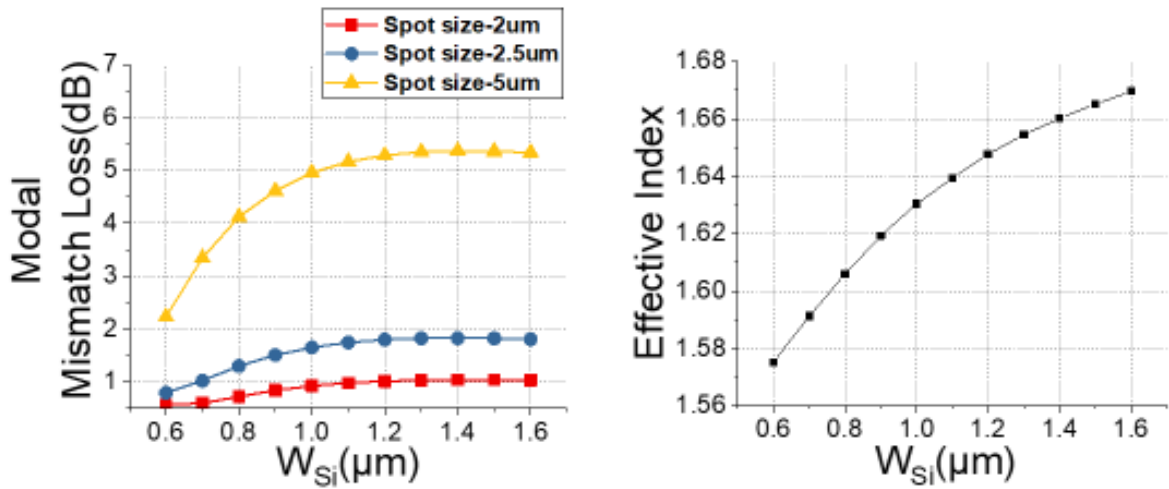 Spot size-2um
Spot size-2.5um
Spot size-5um
Modal
Mismatch Loss(dB)
7
6
5
4
3
2
1
0.6 0.8 1.0 1.2 1.4 1.6
W_Si(μm)
Effective Index
1.68
1.66
1.64
1.62
1.60
1.58
1.56
0.6 0.8 1.0 1.2 1.4 1.6
W_Si(μm)